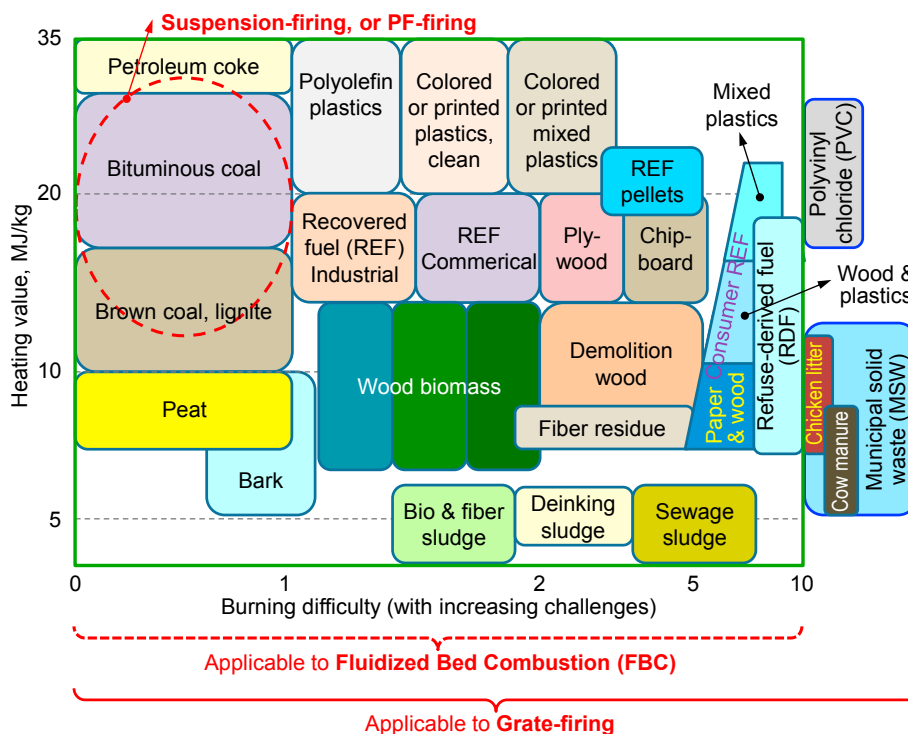 Suspension-firing, or PF-firing
35
20
10
5
Heating value, MJ/kg
Petroleum coke
Bituminous coal
Brown coal, lignite
Peat
Bark
Polyolefin
plastics
Colored
or printed
plastics,
clean
Colored
or printed
mixed
plastics
REF
pellets
Mixed
plastics
Polyvinyl
chloride (PVC)
Recovered
fuel (REF)
Industrial
REF
Commerical
Ply-
wood
Chip-
board
Consumer REF
Refuse-derived fuel
(RDF)
Wood &
plastics
Wood biomass
Demolition
wood
Fiber residue
Paper
& wood
Chicken litter
Cow manure
Municipal solid
waste (MSW)
Bio & fiber
sludge
Deinking
sludge
Sewage
sludge
0
1
2
5
10
Burning difficulty (with increasing challenges)
Applicable to Fluidized Bed Combustion (FBC)
Applicable to Grate-firing